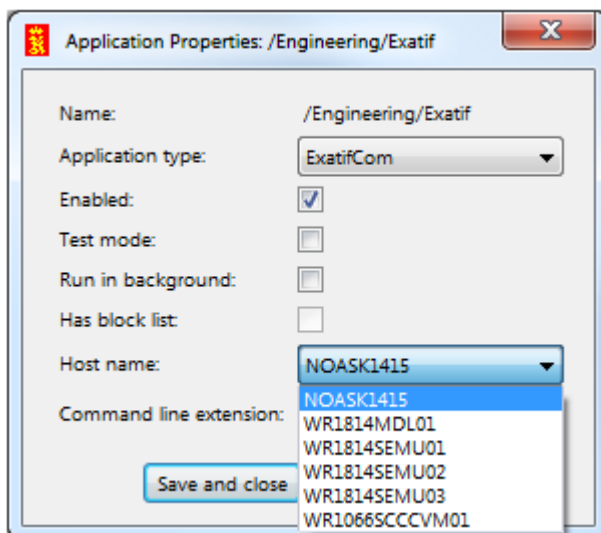 Application Properties: /Engineering/Exatif
Name: /Engineering/Exatif
Application type: ExatifCom
Enabled:
Test mode:
Run in background:
Has block list:
Host name: NOASK1415
NOASK1415
Command line extension:
WR1814MDL01
WR1814SEMU01
WR1814SEMU02
Save and close
WR1814SEMU03
WR1066SCCCVM01